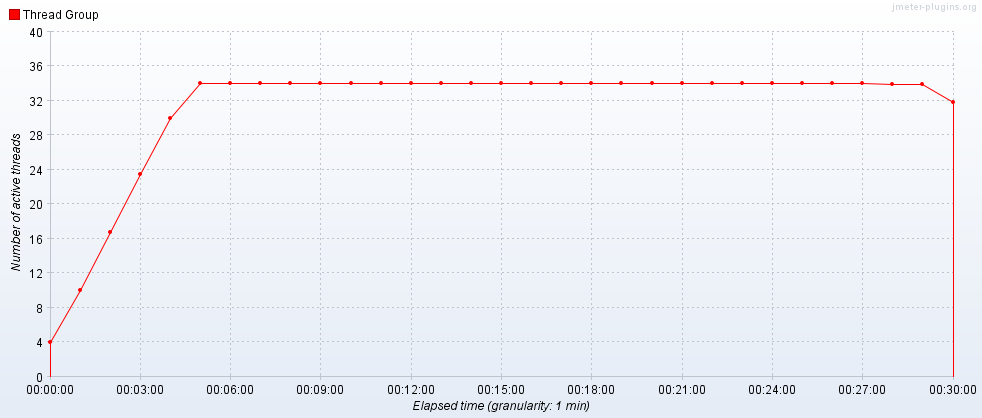 jmeter-plugins.org
Thread Group
40
36
32
28
24
20
16
12
8
4
0
Number of active threads
00:00:00 00:03:00 00:06:00 00:09:00 00:12:00 00:15:00 00:18:00 00:21:00 00:24:00 00:27:00 00:30:00
Elapsed time (granularity: 1 min)